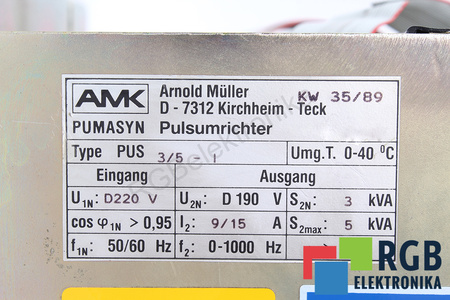 AMK
Arnold Müller
KW 35/89
D - 7312 Kirchheim - Teck
PUMASYN Pulsumrichter
Type PUS 3/5 - I Umg.T. 0-40 ⁰C
Eingang Ausgang
U1N: D220 V U2N: D 190 V S2N: 3 kVA
cos φ1N > 0,95 I2: 9/15 A S2max: 5 kVA
f1N: 50/60 Hz f2: 0-1000 Hz
RGB
ELEKTRONIKA